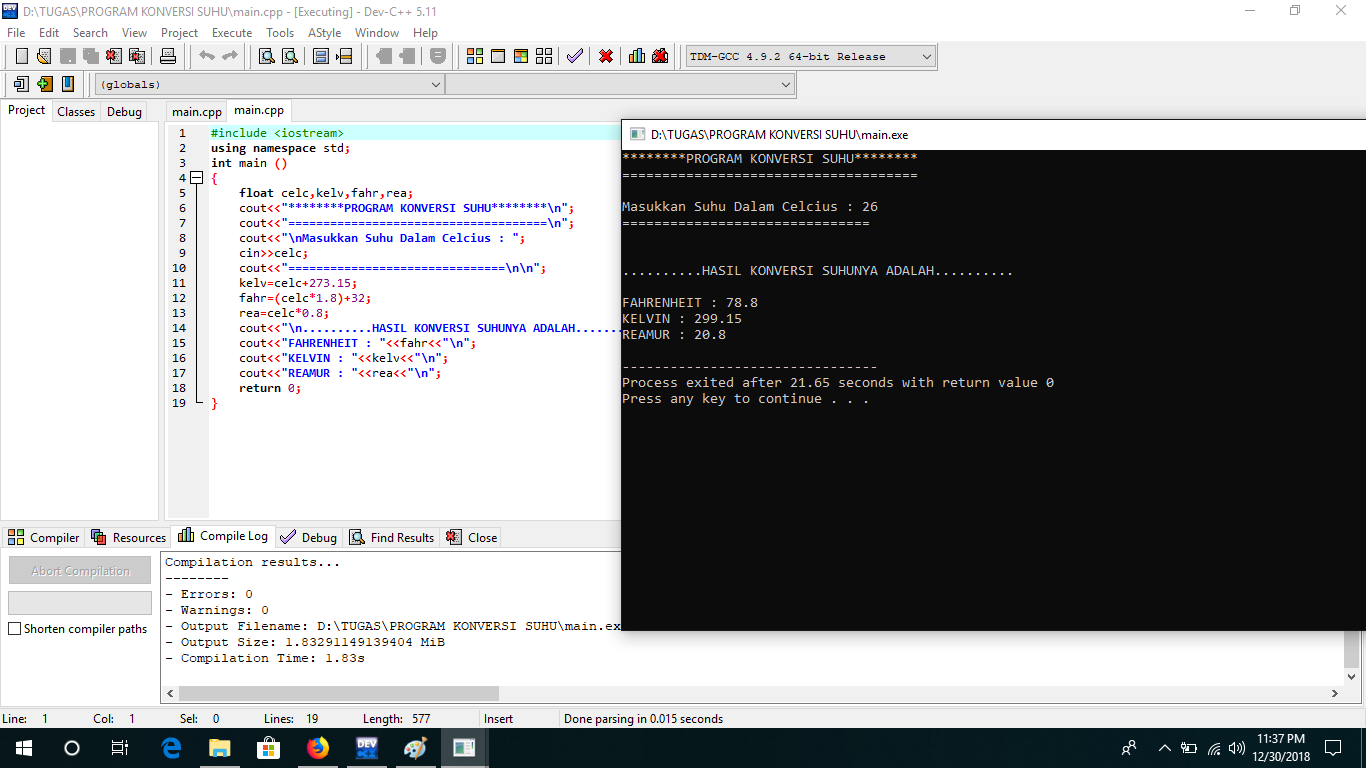 D:\TUGAS\PROGRAM KONVERSI SUHU\main.cpp - [Executing] - Dev-C++ 5.11
File Edit Search View Project Execute Tools AStyle Window Help
TDM-GCC 4.9.2 64-bit Release
(globals)
Project Classes Debug
main.cpp main.cpp
1 #include <iostream>
2 using namespace std;
3 int main ()
4 {
5 float celc,kelv,fahr,rea;
6 cout<<"********PROGRAM KONVERSI SUHU********\n";
7 cout<<"=====================================\n";
8 cout<<"\nMasukkan Suhu Dalam Celcius : ";
9 cin>>celc;
10 cout<<"===============================\n\n";
11 kelv=celc+273.15;
12 fahr=(celc*1.8)+32;
13 rea=celc*0.8;
14 cout<<"\n..........HASIL KONVERSI SUHUNYA ADALAH.......
15 cout<<"FAHRENHEIT : "<<fahr<<"\n";
16 cout<<"KELVIN : "<<kelv<<"\n";
17 cout<<"REAMUR : "<<rea<<"\n";
18 return 0;
19 }
D:\TUGAS\PROGRAM KONVERSI SUHU\main.exe
********PROGRAM KONVERSI SUHU********
=====================================
Masukkan Suhu Dalam Celcius : 26
===============================
..........HASIL KONVERSI SUHUNYA ADALAH..........
FAHRENHEIT : 78.8
KELVIN : 299.15
REAMUR : 20.8
--------------------------------
Process exited after 21.65 seconds with return value 0
Press any key to continue . . .
Compiler Resources Compile Log Debug Find Results Close
Abort Compilation
Shorten compiler paths
Compilation results...
--------
- Errors: 0
- Warnings: 0
- Output Filename: D:\TUGAS\PROGRAM KONVERSI SUHU\main.ex
- Output Size: 1.83291149139404 MiB
- Compilation Time: 1.83s
Line: 1 Col: 1 Sel: 0 Lines: 19 Length: 577 Insert Done parsing in 0.015 seconds
DEV
11:37 PM
12/30/2018